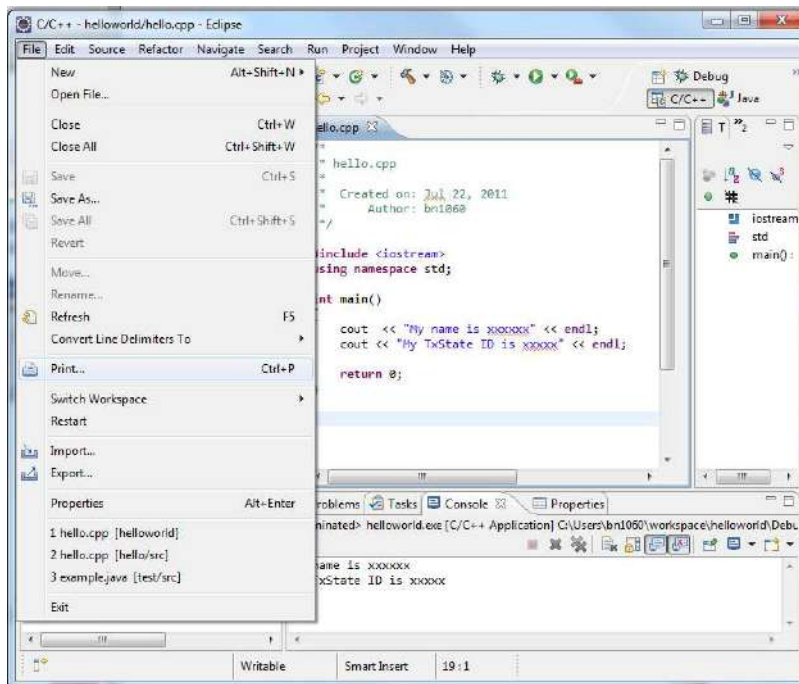 C/C++ - helloworld/hello.cpp - Eclipse
File Edit Source Refactor Navigate Search Run Project Window Help
New Alt+Shift+N
Open File...
Close Ctrl+W
Close All Ctrl+Shift+W
Save Ctrl+S
Save As...
Save All Ctrl+Shift+S
Revert
Move...
Rename...
Refresh F5
Convert Line Delimiters To
Print... Ctrl+P
Switch Workspace
Restart
Import...
Export...
Properties Alt+Enter
1 hello.cpp [helloworld]
2 hello.cpp [hello/src]
3 example.java [test/src]
Exit
Debug
C/C++ Java
ello.cpp
* hello.cpp
*
* Created on: Jul 22, 2011
* Author: bn1060
*/
#include <iostream>
using namespace std;
int main()
cout << "My name is xxxxxx" << endl;
cout << "My TxState ID is xxxxx" << endl;
return 0;
T 2
iostream
std
main() :
roblems Tasks Console Properties
minated> helloworld.exe [C/C++ Application] C:\Users\bn1060\workspace\helloworld\Debu
name is xxxxxx
TxState ID is xxxxx
Writable Smart Insert 19:1